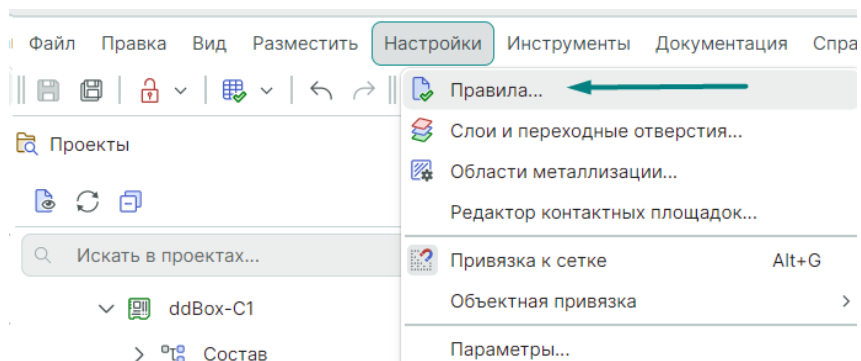 Файл Правка Вид Разместить Настройки Инструменты Документация Спра
Правила...
Проекты
Слои и переходные отверстия...
Области металлизации...
Редактор контактных площадок...
Искать в проектах...
Привязка к сетке Alt+G
ddBox-C1
Объектная привязка
Состав
Параметры...